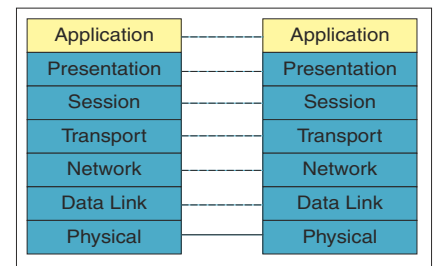 Application Application
Presentation Presentation
Session Session
Transport Transport
Network Network
Data Link Data Link
Physical Physical